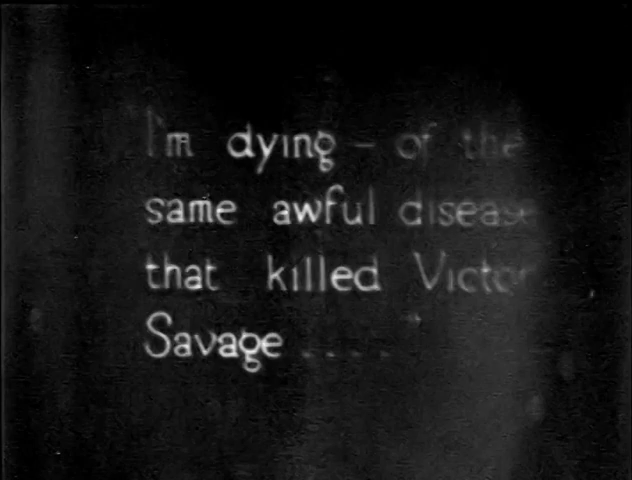 I'm dying – of the
same awful disease
that killed Victor
Savage . . . . "